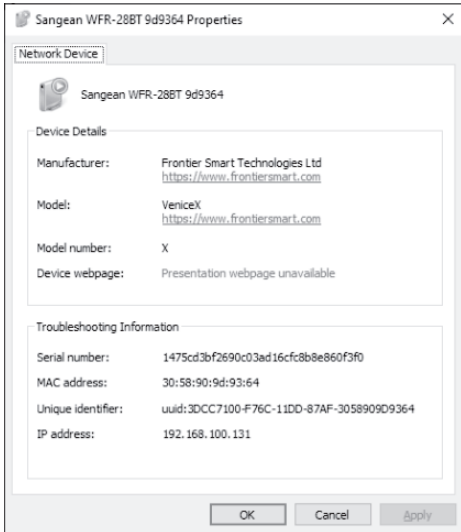 Sangean WFR-28BT 9d9364 Properties
Network Device
Sangean WFR-28BT 9d9364
Device Details
Manufacturer: Frontier Smart Technologies Ltd
https://www.frontiersmart.com
Model: VeniceX
https://www.frontiersmart.com
Model number: X
Device webpage: Presentation webpage unavailable
Troubleshooting Information
Serial number: 1475cd3bf2690c03ad16cfc8b8e860f3f0
MAC address: 30:58:90:9d:93:64
Unique identifier: uuid:3DCC7100-F76C-11DD-87AF-3058909D9364
IP address: 192.168.100.131
OK Cancel Apply